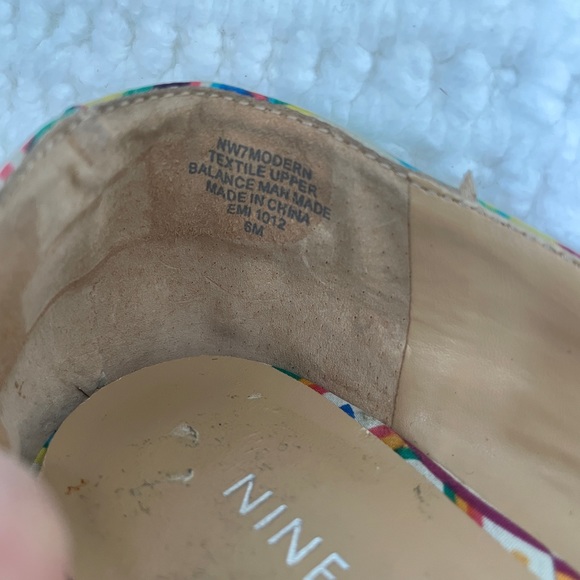 NW7MODERN
TEXTILE UPPER
BALANCE MAN MADE
MADE IN CHINA
EMI 1012
6M
NINE